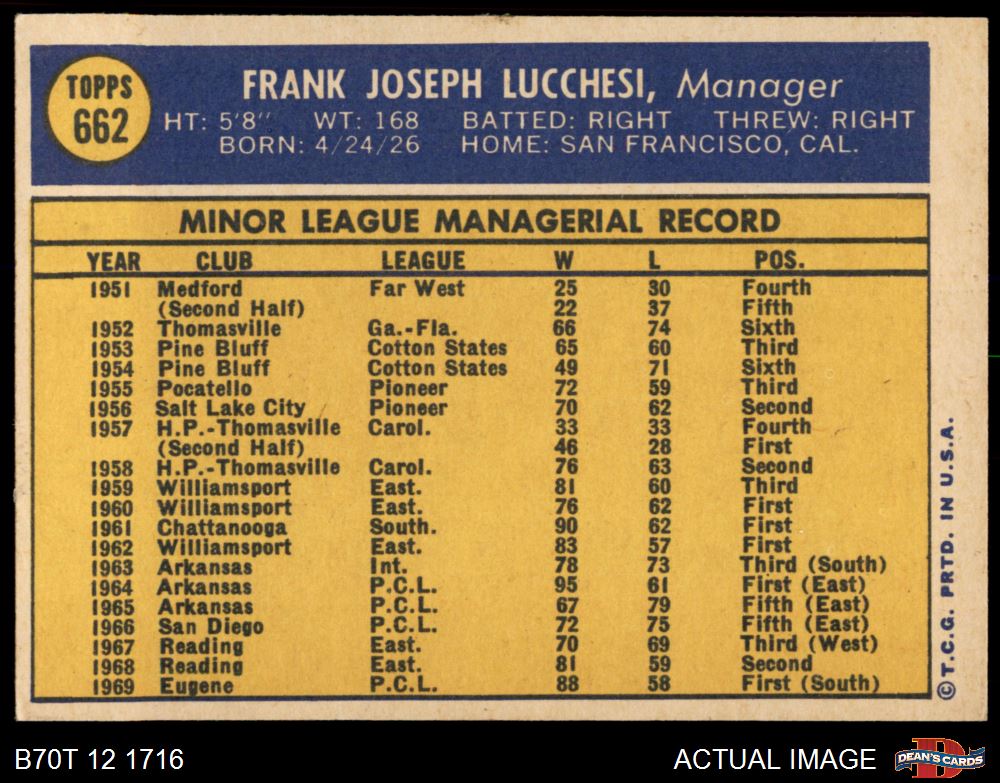 TOPPS
662
FRANK JOSEPH LUCCHESI, Manager
HT: 5'8" WT: 168 BATTED: RIGHT THREW: RIGHT
BORN: 4/24/26 HOME: SAN FRANCISCO, CAL.
MINOR LEAGUE MANAGERIAL RECORD
YEAR CLUB LEAGUE W L POS.
1951 Medford Far West 25 30 Fourth
(Second Half) 22 37 Fifth
1952 Thomasville Ga.-Fla. 66 74 Sixth
1953 Pine Bluff Cotton States 65 60 Third
1954 Pine Bluff Cotton States 49 71 Sixth
1955 Pocatello Pioneer 72 59 Third
1956 Salt Lake City Pioneer 70 62 Second
1957 H.P.-Thomasville Carol. 33 33 Fourth
(Second Half) 46 28 First
1958 H.P.-Thomasville Carol. 76 63 Second
1959 Williamsport East. 81 60 Third
1960 Williamsport East. 76 62 First
1961 Chattanooga South. 90 62 First
1962 Williamsport East. 83 57 First
1963 Arkansas Int. 78 73 Third (South)
1964 Arkansas P.C.L. 95 61 First (East)
1965 Arkansas P.C.L. 67 79 Fifth (East)
1966 San Diego P.C.L. 72 75 Fifth (East)
1967 Reading East. 70 69 Third (West)
1968 Reading East. 81 59 Second
1969 Eugene P.C.L. 88 58 First (South)
©T.C.G. PRTD. IN U.S.A.
B70T 12 1716
ACTUAL IMAGE
D
DEAN'S CARDS